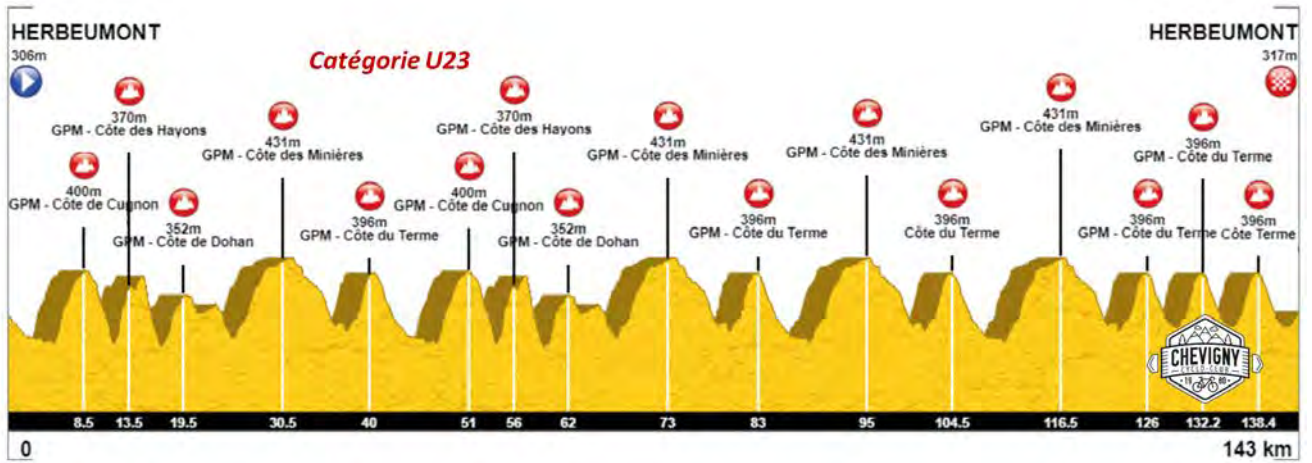 HERBEUMONT
306m
Catégorie U23
HERBEUMONT
317m
370m
GPM - Côte des Hayons
400m
GPM - Côte de Cugnon
352m
GPM - Côte de Dohan
431m
GPM - Côte des Minières
396m
GPM - Côte du Terme
370m
GPM - Côte des Hayons
400m
GPM - Côte de Cugnon
352m
GPM - Côte de Dohan
431m
GPM - Côte des Minières
396m
GPM - Côte du Terme
431m
GPM - Côte des Minières
396m
Côte du Terme
431m
GPM - Côte des Minières
396m
GPM - Côte du Terme
396m
GPM - Côte du Terme
396m
Côte Terme
CHEVIGNY
CYCLO-CLUB
1980
8.5 13.5 19.5 30.5 40 51 56 62 73 83 95 104.5 116.5 126 132.2 138.4
0 143 km